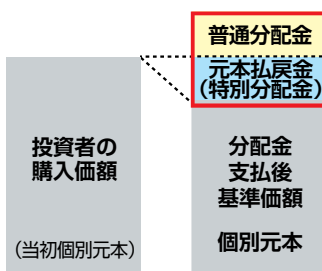 普通分配金
元本払戻金
（特別分配金）
投資者の
購入価額
（当初個別元本）
分配金
支払後
基準価額
個別元本